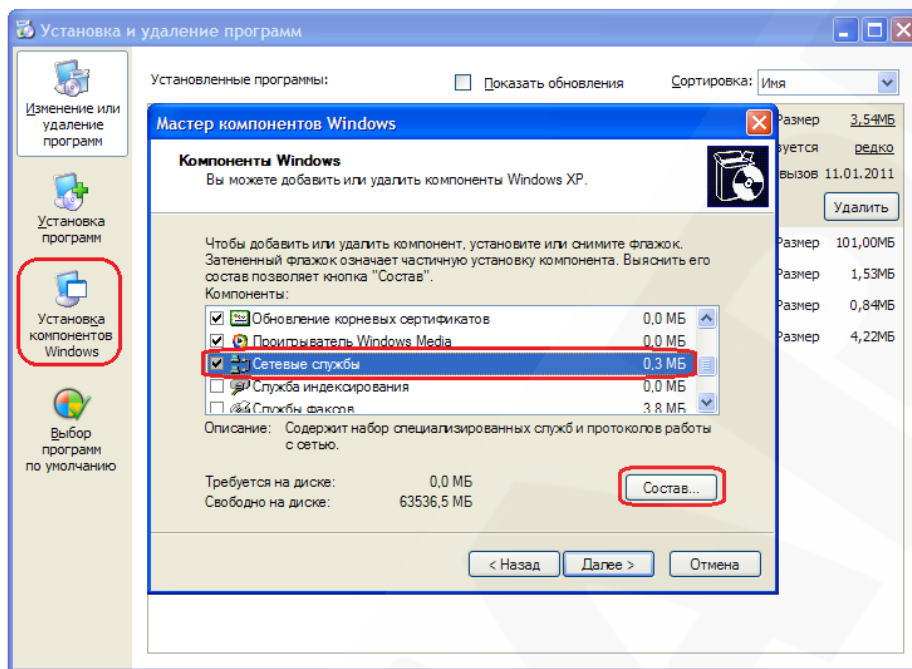 Установка и удаление программ
Изменение или
удаление
программ
Установка
программ
Установка
компонентов
Windows
Выбор
программ
по умолчанию
Установленные программы:
Показать обновления
Сортировка: Имя
Размер 3,54МБ
зуется редко
вызов 11.01.2011
Удалить
Размер 101,00МБ
Размер 1,53МБ
Размер 0,84МБ
Размер 4,22МБ
Мастер компонентов Windows
Компоненты Windows
Вы можете добавить или удалить компоненты Windows XP.
Чтобы добавить или удалить компонент, установите или снимите флажок.
Затененный флажок означает частичную установку компонента. Выяснить его
состав позволяет кнопка "Состав".
Компоненты:
Обновление корневых сертификатов 0,0 МБ
Проигрыватель Windows Media 0,0 МБ
Сетевые службы 0,3 МБ
Служба индексирования 0,0 МБ
Службы факсов 3,8 МБ
Описание: Содержит набор специализированных служб и протоколов работы
с сетью.
Требуется на диске: 0,0 МБ
Свободно на диске: 63536,5 МБ
Состав...
< Назад
Далее >
Отмена